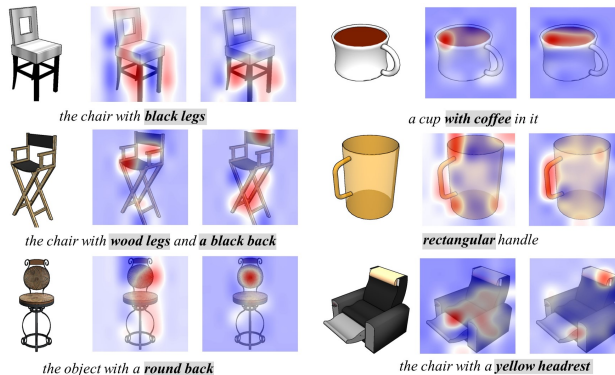 the chair with black legs
a cup with coffee in it
the chair with wood legs and a black back
rectangular handle
the object with a round back
the chair with a yellow headrest